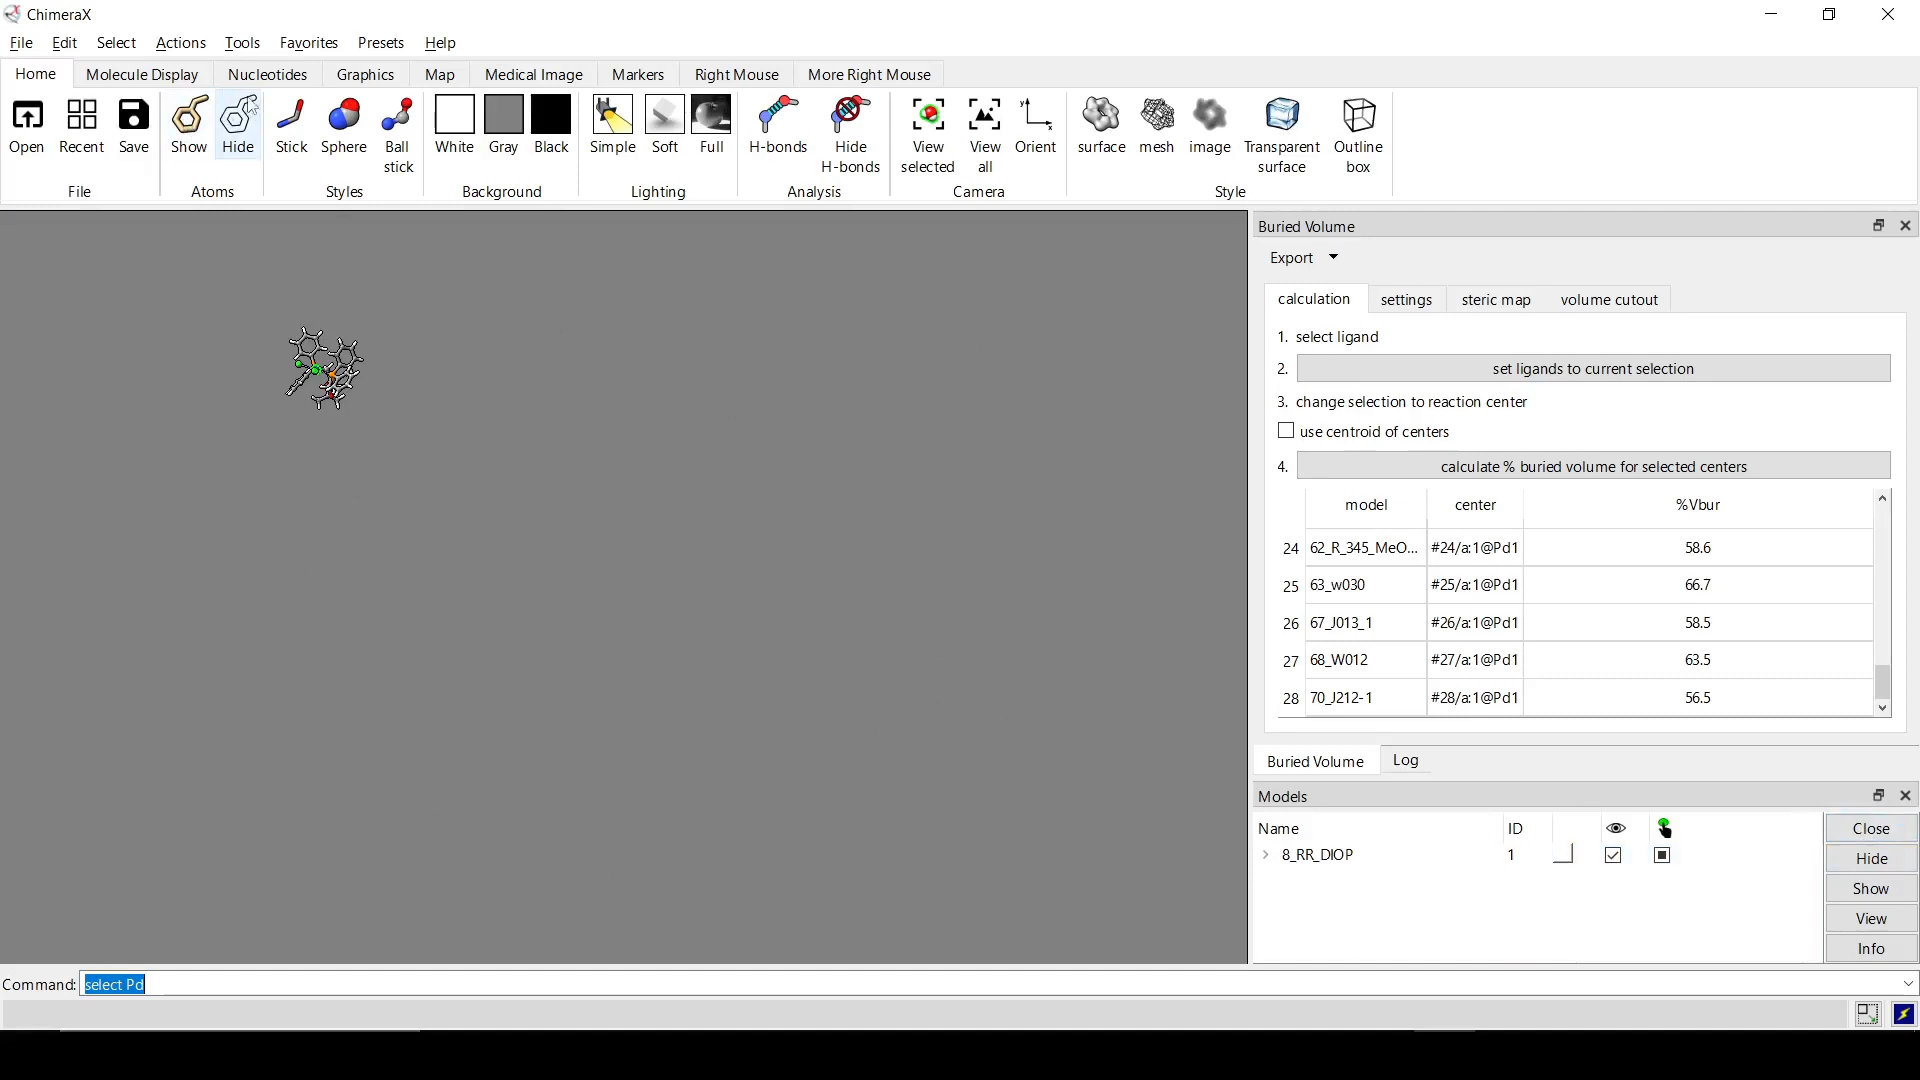 ChimeraX
File Edit Select Actions Tools Favorites Presets Help
Home Molecule Display Nucleotides Graphics Map Medical Image Markers Right Mouse More Right Mouse
Open Recent Save Show Hide Stick Sphere Ball stick White Gray Black Simple Soft Full H-bonds Hide H-bonds View selected View all Orient surface mesh image Transparent surface Outline box
File Atoms Styles Background Lighting Analysis Camera Style
Buried Volume
Export
calculation settings steric map volume cutout
1. select ligand
2. set ligands to current selection
3. change selection to reaction center
use centroid of centers
4. calculate % buried volume for selected centers
model center %Vbur
24 62_R_345_MeO... #24/a:1@Pd1 58.6
25 63_w030 #25/a:1@Pd1 66.7
26 67_J013_1 #26/a:1@Pd1 58.5
27 68_W012 #27/a:1@Pd1 63.5
28 70_J212-1 #28/a:1@Pd1 56.5
Buried Volume Log
Models
Name ID
8_RR_DIOP 1
Close
Hide
Show
View
Info
Command: select Pd